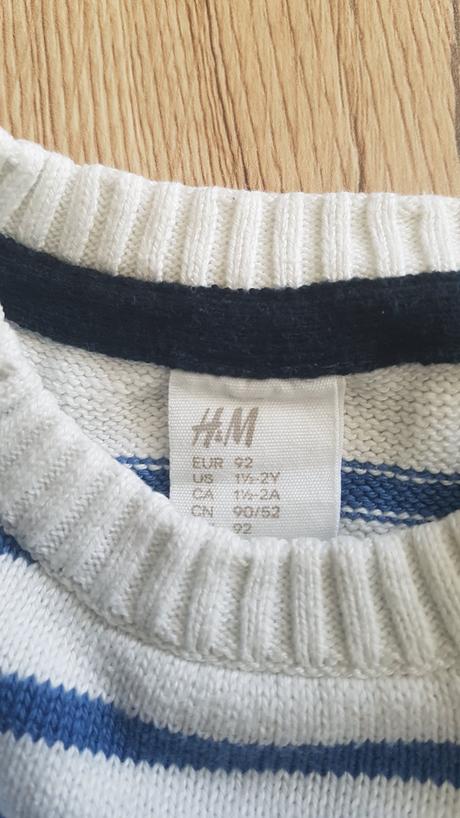 H&M
EUR 92
US 1½-2Y
CA 1½-2A
CN 90/52
92